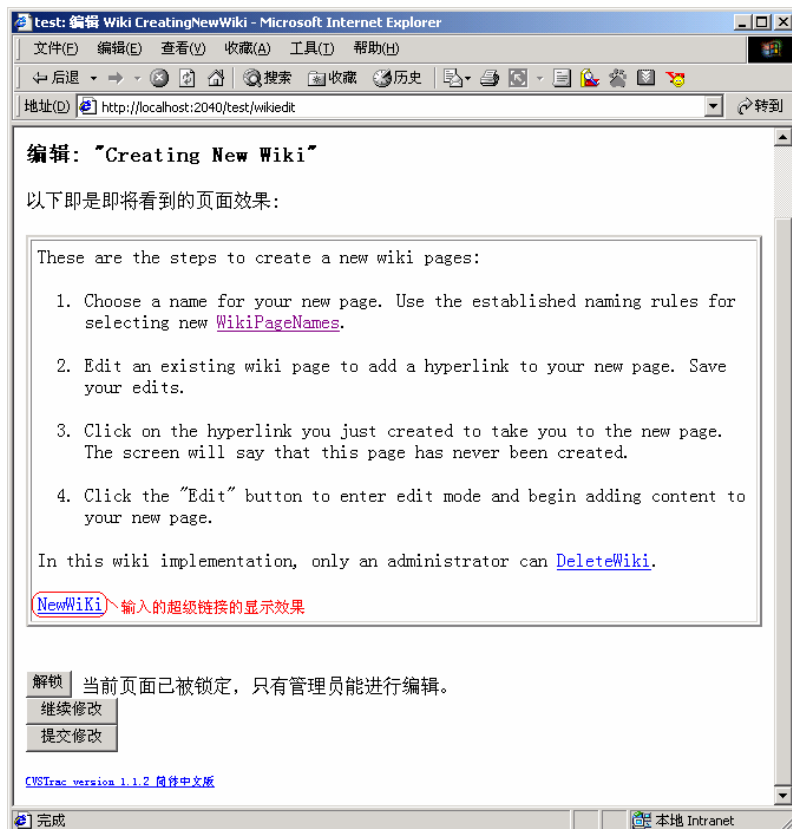 test: 编辑 Wiki CreatingNewWiki - Microsoft Internet Explorer
文件(F) 编辑(E) 查看(V) 收藏(A) 工具(T) 帮助(H)
后退 搜索 收藏 历史
地址(D) http://localhost:2040/test/wikiedit 转到
编辑: "Creating New Wiki"
以下即是即将看到的页面效果:
These are the steps to create a new wiki pages:
1. Choose a name for your new page. Use the established naming rules for
selecting new WikiPageNames.
2. Edit an existing wiki page to add a hyperlink to your new page. Save
your edits.
3. Click on the hyperlink you just created to take you to the new page.
The screen will say that this page has never been created.
4. Click the "Edit" button to enter edit mode and begin adding content to
your new page.
In this wiki implementation, only an administrator can DeleteWiki.
NewWiKi 输入的超级链接的显示效果
解锁 当前页面已被锁定, 只有管理员能进行编辑。
继续修改
提交修改
CVSTrac version 1.1.2 简体中文版
完成 本地 Intranet